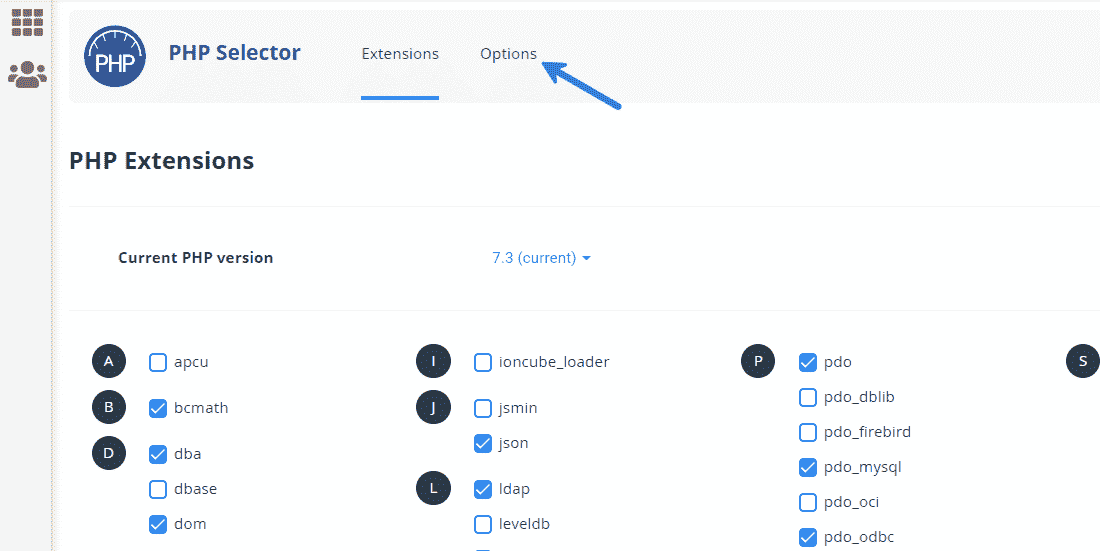 PHP
PHP Selector
Extensions
Options
PHP Extensions
Current PHP version
7.3 (current)
A
apcu
B
bcmath
D
dba
dbase
dom
I
ioncube_loader
J
jsmin
json
L
ldap
leveldb
P
pdo
pdo_dblib
pdo_firebird
pdo_mysql
pdo_oci
pdo_odbc
S